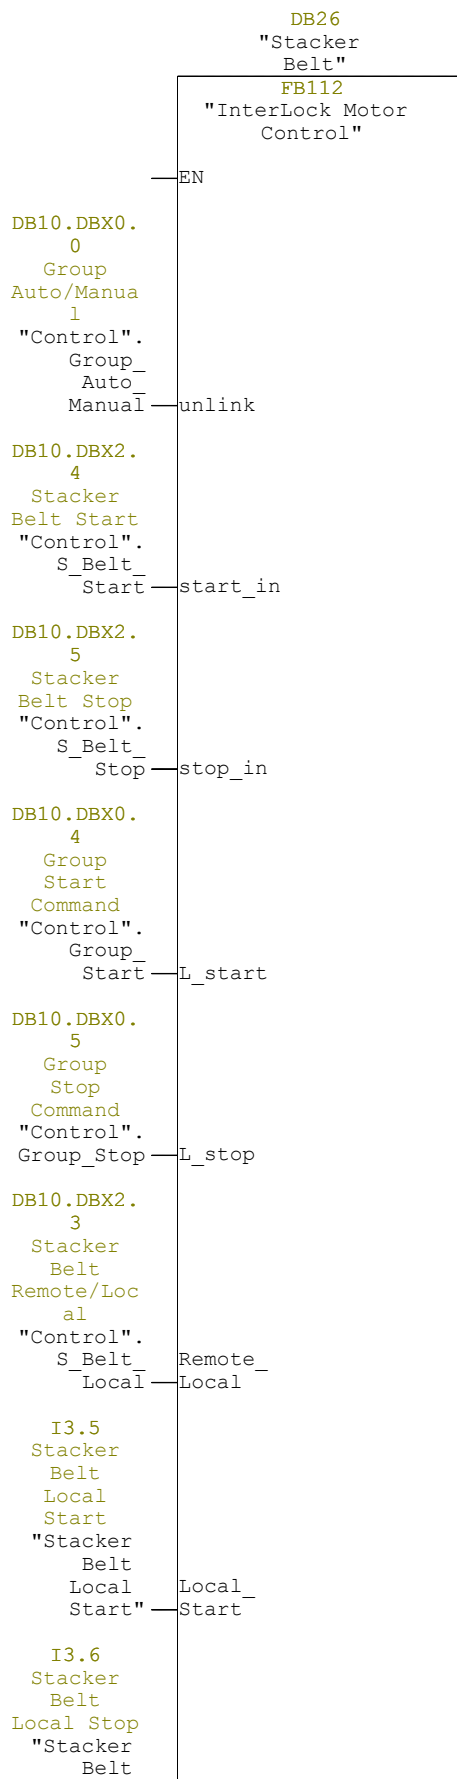 DB26
"Stacker
Belt"
FB112
"InterLock Motor
Control"
EN
DB10.DBX0.
0
Group
Auto/Manua
l
"Control".
Group_
Auto_
Manual unlink
DB10.DBX2.
4
Stacker
Belt Start
"Control".
S_Belt_
Start start_in
DB10.DBX2.
5
Stacker
Belt Stop
"Control".
S_Belt_
Stop stop_in
DB10.DBX0.
4
Group
Start
Command
"Control".
Group_
Start L_start
DB10.DBX0.
5
Group
Stop
Command
"Control".
Group_Stop L_stop
DB10.DBX2.
3
Stacker
Belt
Remote/Loc
al
"Control".
S_Belt_ Remote_
Local Local
I3.5
Stacker
Belt
Local
Start
"Stacker
Belt
Local Local_
Start" Start
I3.6
Stacker
Belt
Local Stop
"Stacker
Belt